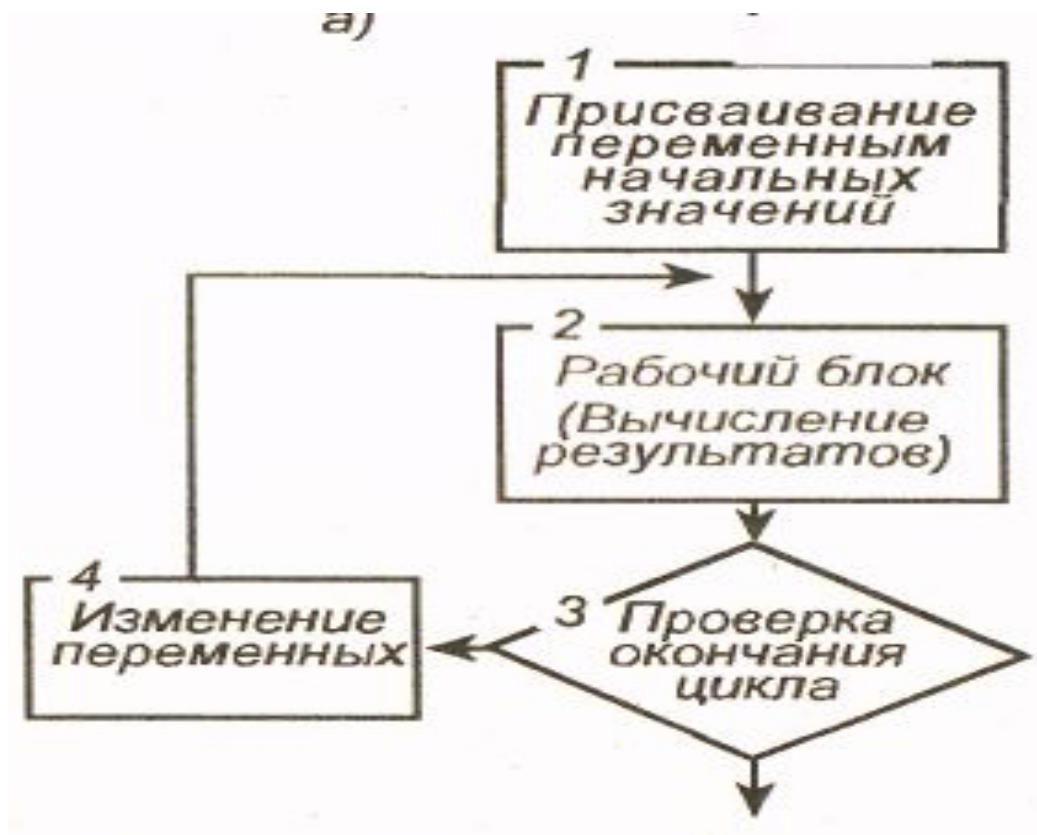 а)
1
Присваивание
переменным
начальных
значений
2
Рабочий блок
(Вычисление
результатов)
4
Изменение
переменных
3
Проверка
окончания
цикла